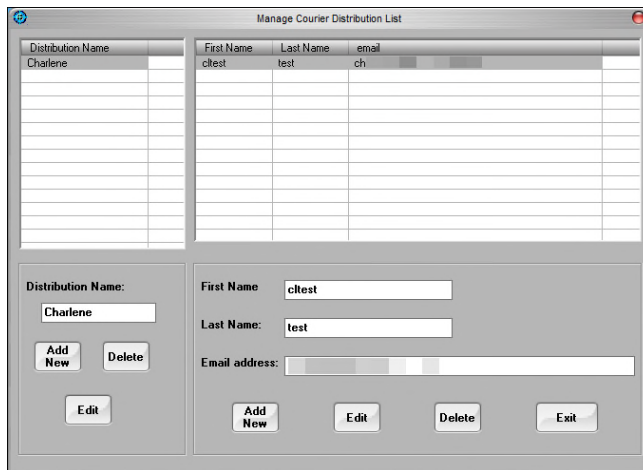 Manage Courier Distribution List
Distribution Name
Charlene
First Name Last Name email
cltest test ch
Distribution Name:
Charlene
Add New
Delete
Edit
First Name
cltest
Last Name:
test
Email address:
Add New
Edit
Delete
Exit